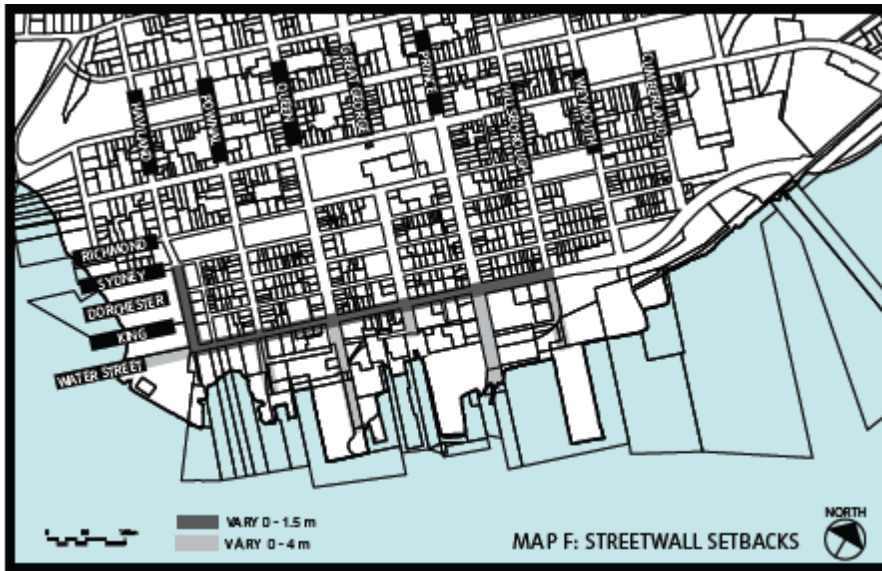 GREAT GEORGE
PRINCE
QUEEN
POWNAL
MAITLAND
HILLSBOROUGH
WEYMOUTH
CUMBERLAND
RICHMOND
SYDNEY
DORCHESTER
KING
WATER STREET
VARY 0 - 1.5 m
VARY 0 - 4 m
MAP F: STREETWALL SETBACKS
NORTH